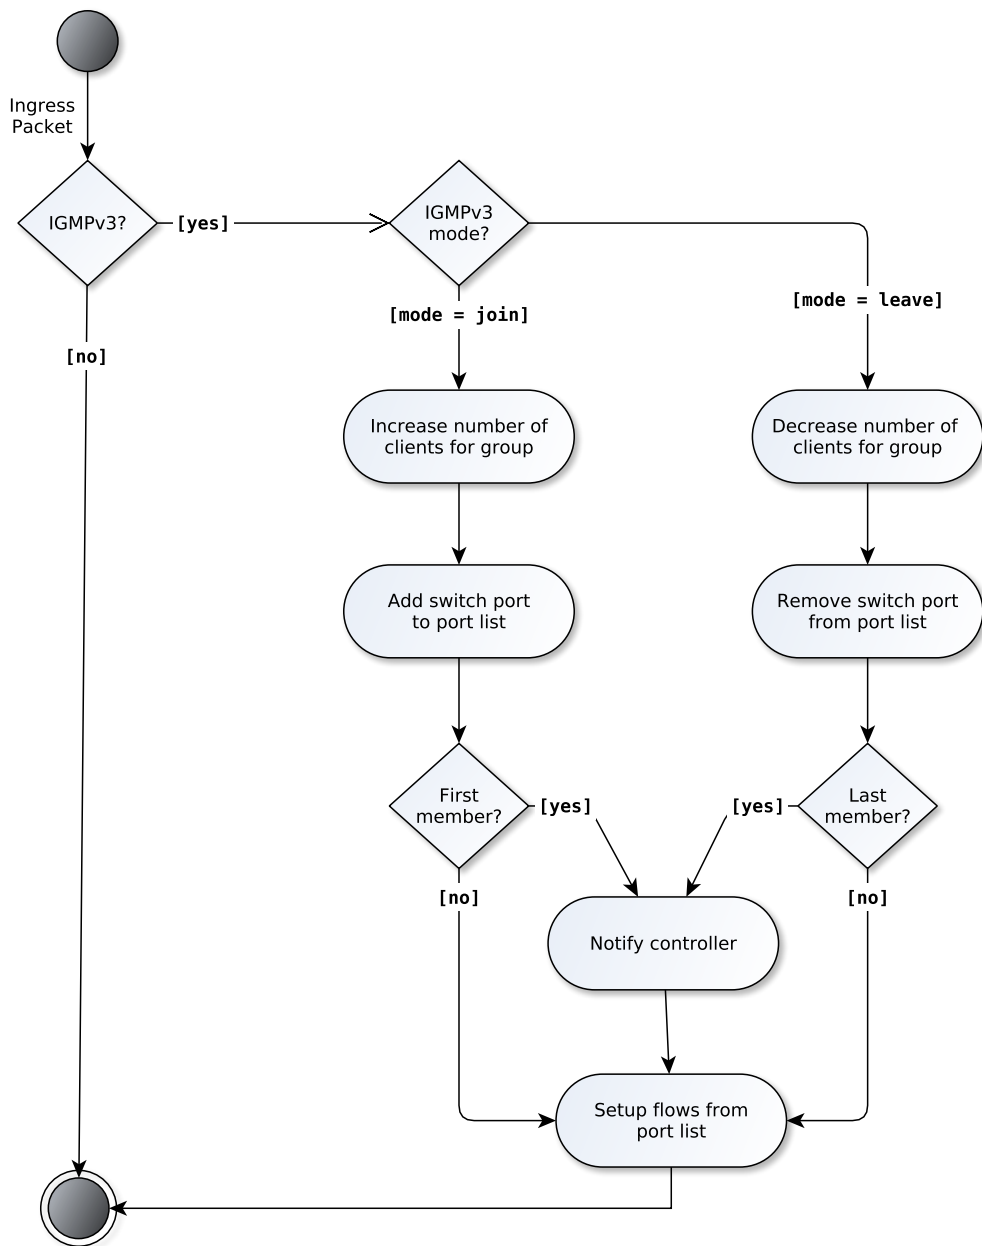 Ingress
Packet
IGMPv3?
[yes]
IGMPv3
mode?
[mode = leave]
[mode = join]
[no]
Increase number of
clients for group
Decrease number of
clients for group
Add switch port
to port list
Remove switch port
from port list
First
member?
[yes]
[yes]
Last
member?
[no]
[no]
Notify controller
Setup flows from
port list